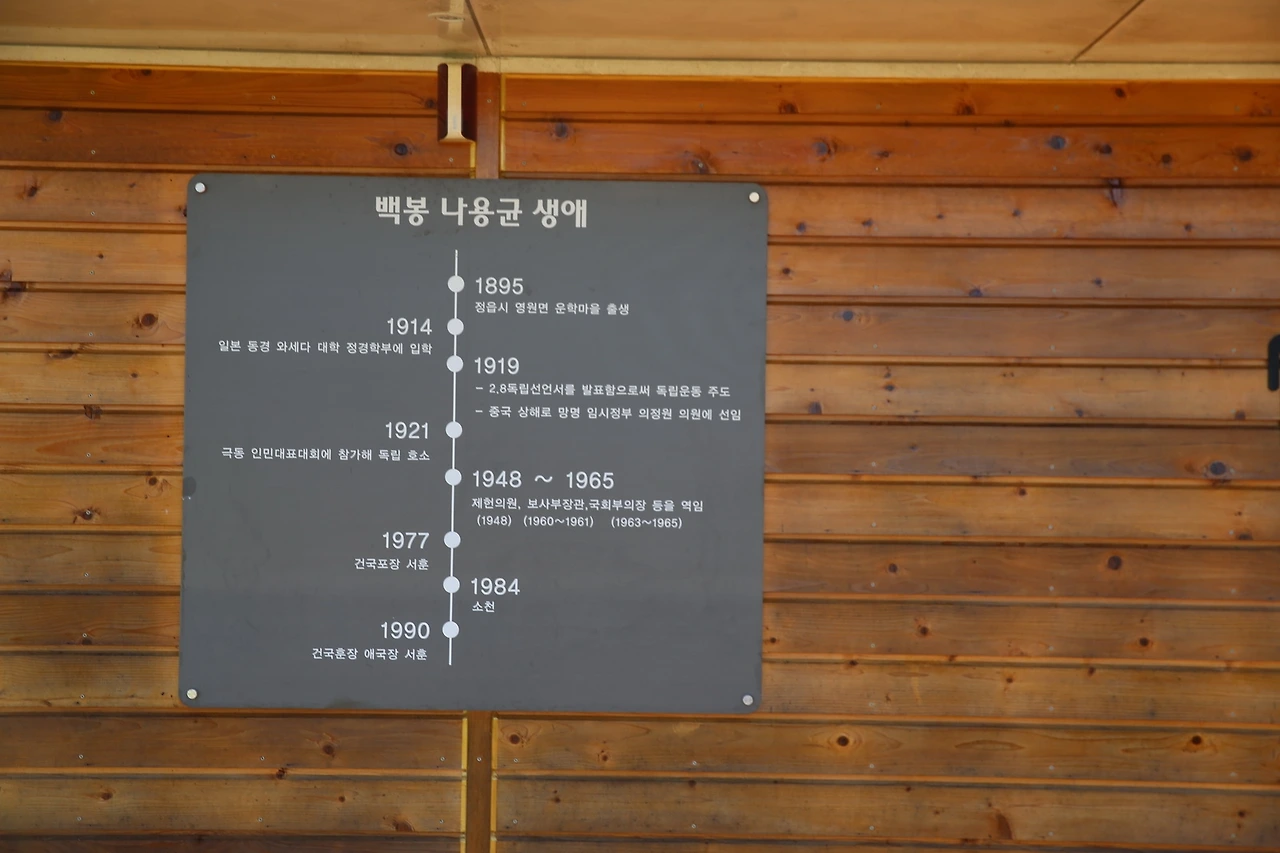 백봉 나용균 생애
1895
정읍시 영원면 운학마을 출생
1914
일본 동경 와세다 대학 정경학부에 입학
1919
- 2.8독립선언서를 발표함으로써 독립운동 주도
- 중국 상해로 망명 임시정부 의정원 의원에 선임
1921
극동 인민대표대회에 참가해 독립 호소
1948 ~ 1965
제헌의원, 보사부장관,국회부의장 등을 역임
(1948) (1960~1961) (1963~1965)
1977
건국포장 서훈
1984
소천
1990
건국훈장 애국장 서훈